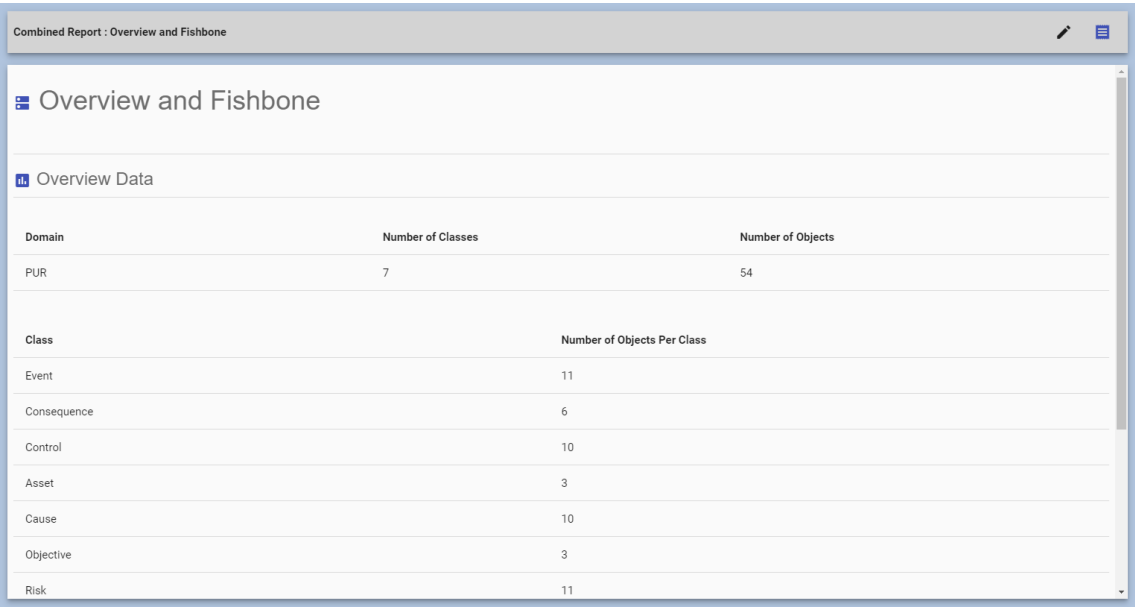 Combined Report : Overview and Fishbone
Overview and Fishbone
Overview Data
Domain Number of Classes Number of Objects
PUR 7 54
Class Number of Objects Per Class
Event 11
Consequence 6
Control 10
Asset 3
Cause 10
Objective 3
Risk 11